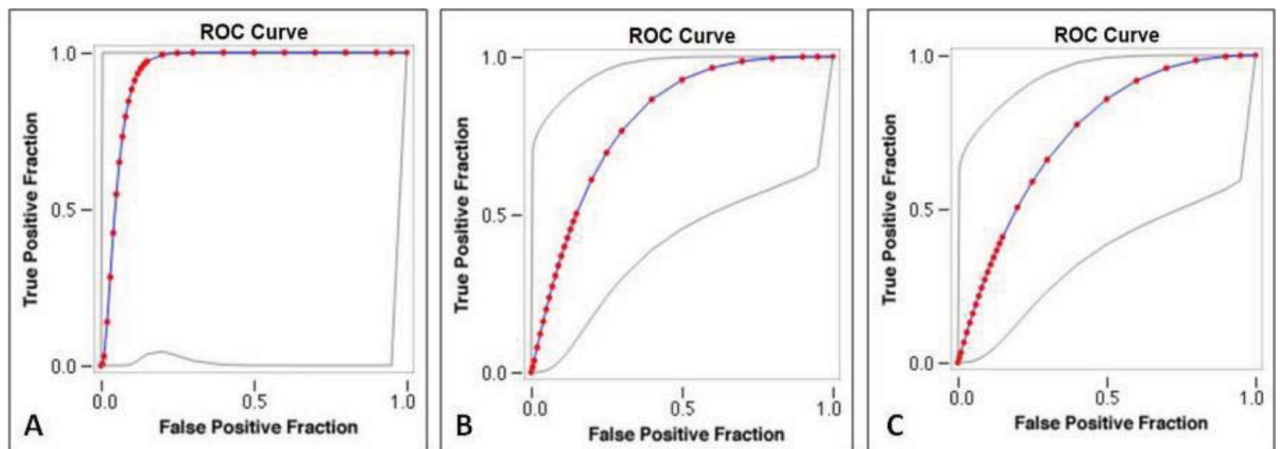 ROC Curve
1.0
0.5
0.0
True Positive Fraction
0.0 0.5 1.0
False Positive Fraction
A
ROC Curve
1.0
0.5
0.0
True Positive Fraction
0.0 0.5 1.0
False Positive Fraction
B
ROC Curve
1.0
0.5
0.0
True Positive Fraction
0.0 0.5 1.0
False Positive Fraction
C